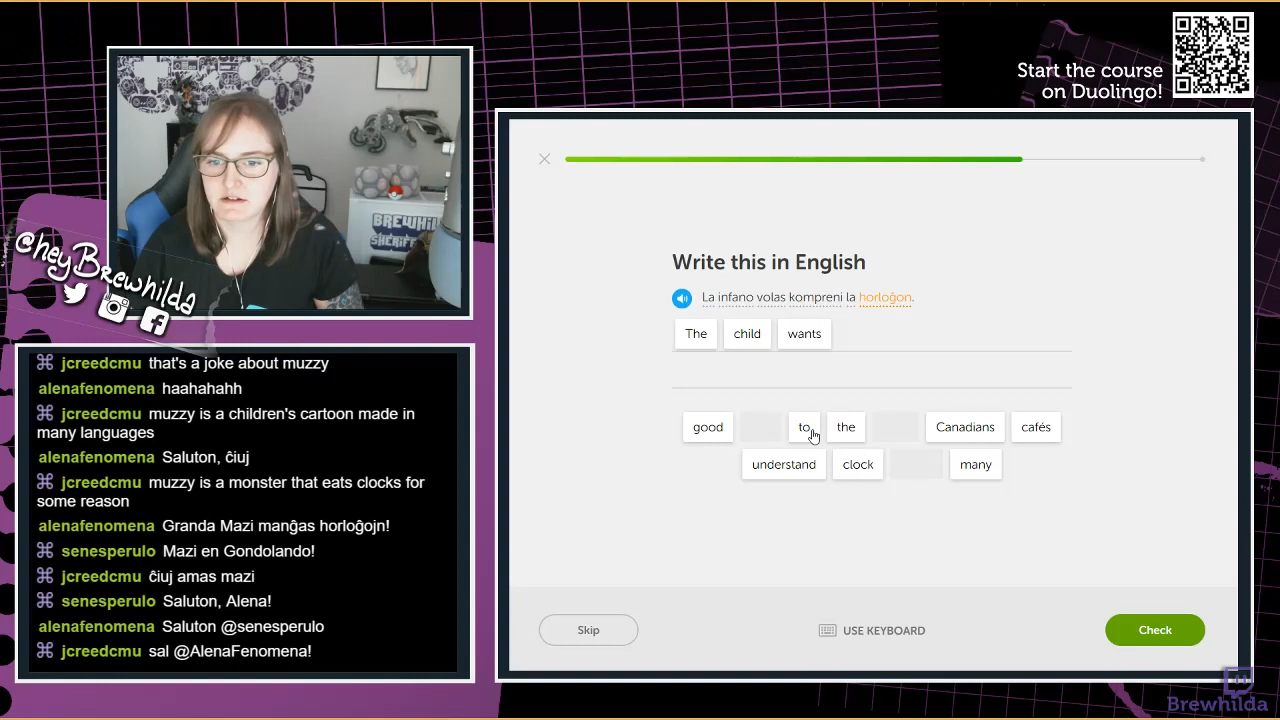 Start the course
on Duolingo!
@heyBrewhilda
BREWHIL
SHERIFF
Write this in English
La infano volas kompreni la horloĝon.
The child wants
good to the Canadians cafés
understand clock many
Skip
USE KEYBOARD
Check
Brewhilda
jcreedcmu that's a joke about muzzy
alenafenomena haahahahh
jcreedcmu muzzy is a children's cartoon made in
many languages
alenafenomena Saluton, ĉiuj
jcreedcmu muzzy is a monster that eats clocks for
some reason
alenafenomena Granda Mazi manĝas horloĝojn!
senesperulo Mazi en Gondolando!
jcreedcmu ĉiuj amas mazi
senesperulo Saluton, Alena!
alenafenomena Saluton @senesperulo
jcreedcmu sal @AlenaFenomena!